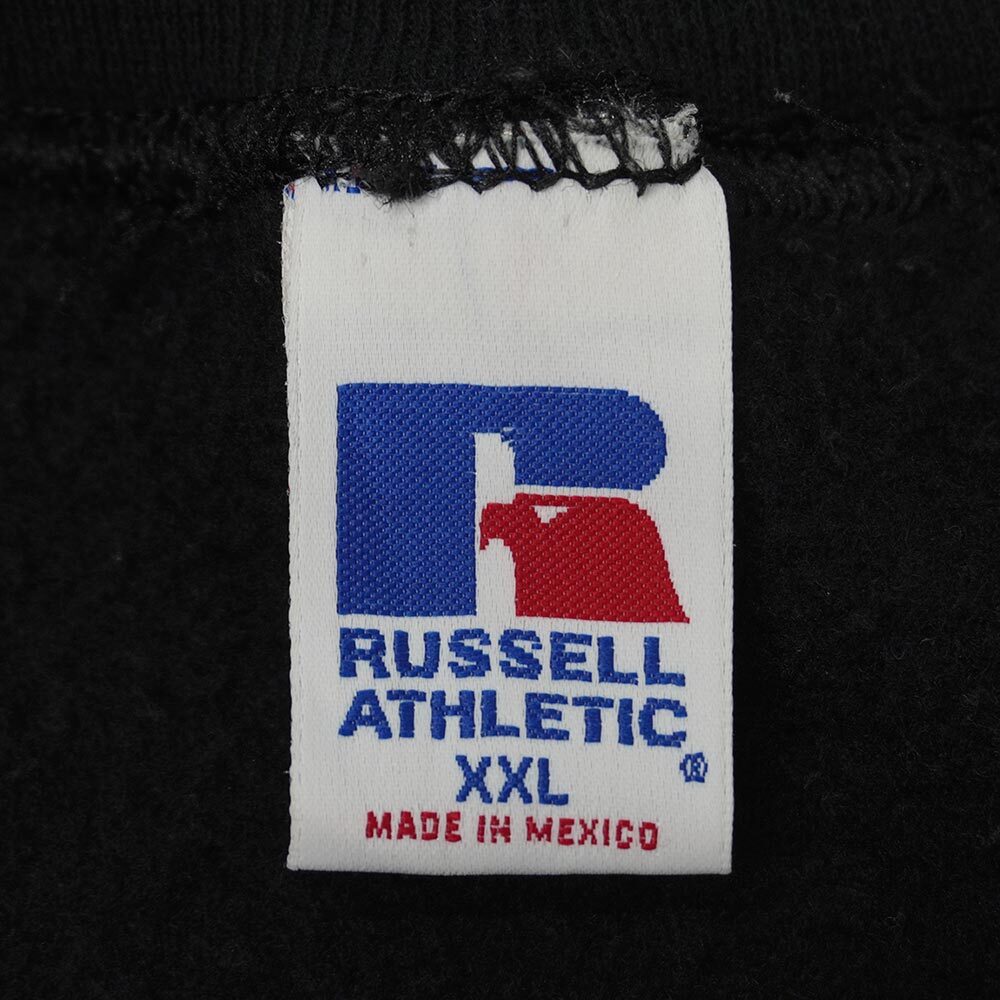 R
RUSSELL
ATHLETIC
®
XXL
MADE IN MEXICO